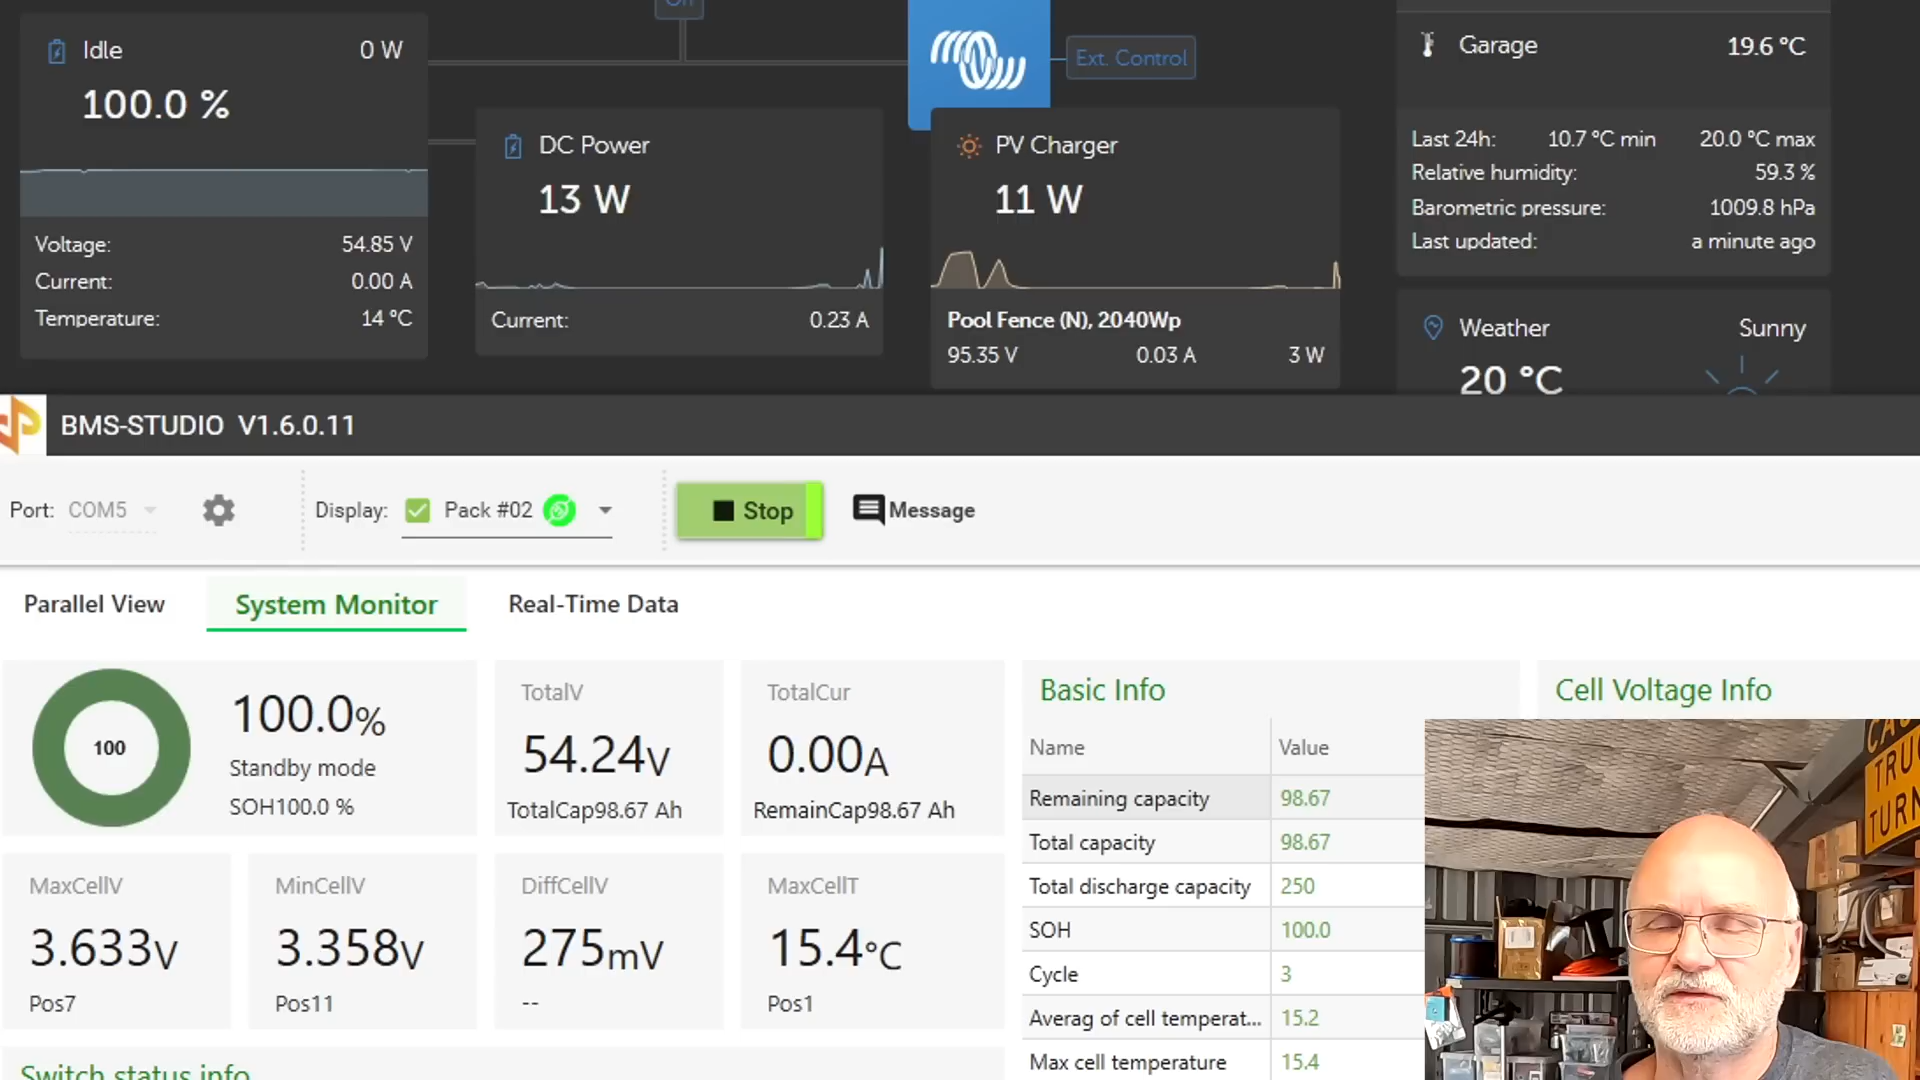 On
Idle 0 W
100.0 %
Voltage: 54.85 V
Current: 0.00 A
Temperature: 14 °C
DC Power
13 W
Current: 0.23 A
Ext. Control
PV Charger
11 W
Pool Fence (N), 2040Wp
95.35 V 0.03 A 3 W
Garage 19.6 °C
Last 24h: 10.7 °C min 20.0 °C max
Relative humidity: 59.3 %
Barometric pressure: 1009.8 hPa
Last updated: a minute ago
Weather Sunny
20 °C
BMS-STUDIO V1.6.0.11
Port: COM5 Display: Pack #02 Stop Message
Parallel View System Monitor Real-Time Data
100
100.0%
Standby mode
SOH100.0 %
TotalV
54.24V
TotalCap98.67 Ah
TotalCur
0.00A
RemainCap98.67 Ah
MaxCellV
3.633V
Pos7
MinCellV
3.358V
Pos11
DiffCellV
275mV
--
MaxCellT
15.4°C
Pos1
Switch status info
Basic Info
Name Value
Remaining capacity 98.67
Total capacity 98.67
Total discharge capacity 250
SOH 100.0
Cycle 3
Averag of cell temperat... 15.2
Max cell temperature 15.4
Cell Voltage Info